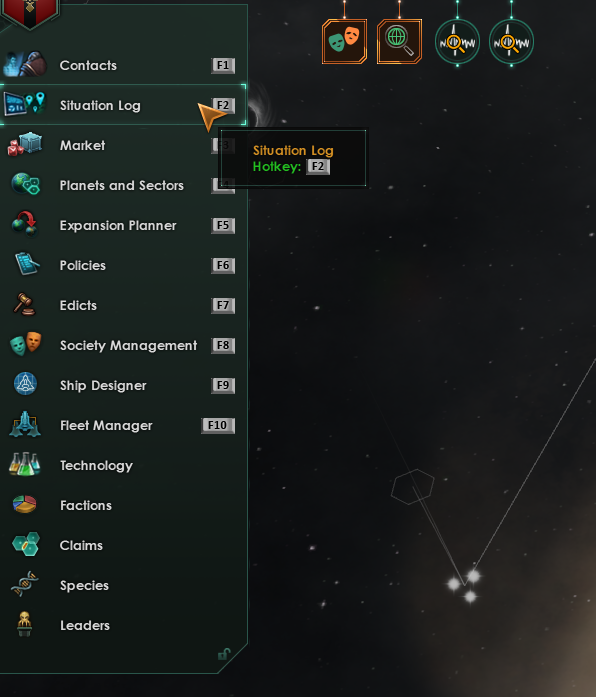 Contacts F1
Situation Log F2
Market
Situation Log
Hotkey: F2
Planets and Sectors
Expansion Planner F5
Policies F6
Edicts F7
Society Management F8
Ship Designer F9
Fleet Manager F10
Technology
Factions
Claims
Species
Leaders